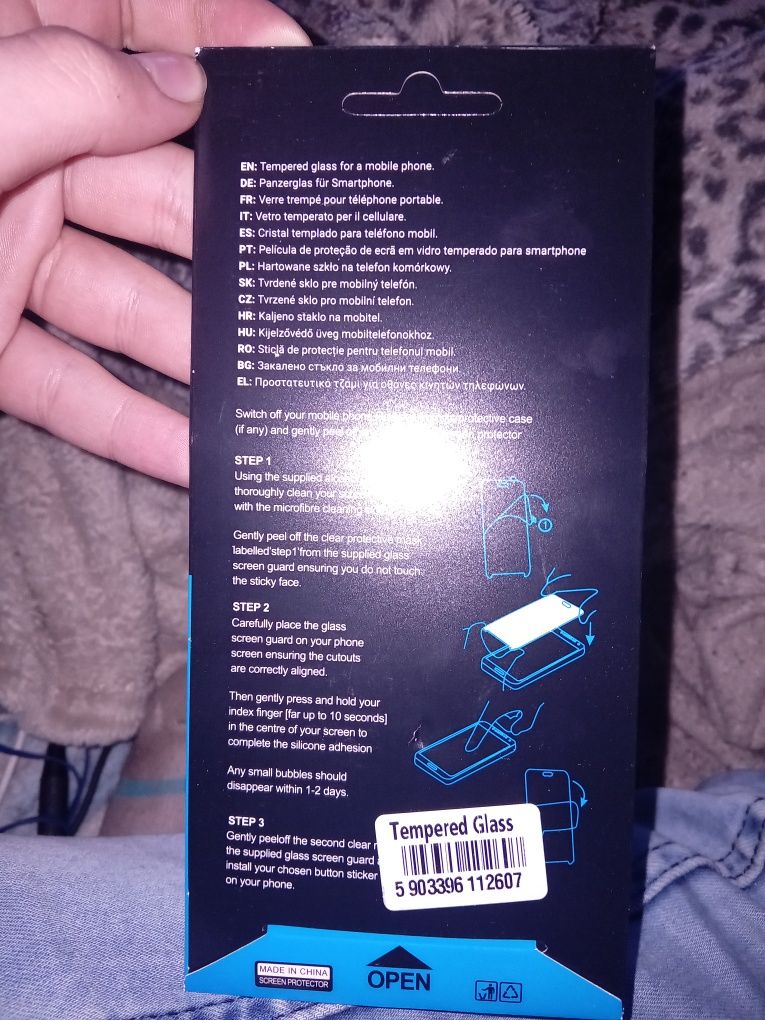 EN: Tempered glass for a mobile phone.
DE: Panzerglas für Smartphone.
FR: Verre trempé pour téléphone portable.
IT: Vetro temperato per il cellulare.
ES: Cristal templado para teléfono mobil.
PT: Película de proteção de ecrã em vidro temperado para smartphone
PL: Hartowane szkło na telefon komórkowy.
SK: Tvrdené sklo pre mobilný telefón.
CZ: Tvrzené sklo pro mobilní telefon.
HR: Kaljeno staklo na mobitel.
HU: Kijelzővédő üveg mobiltelefonokhoz.
RO: Sticlă de protecție pentru telefonul mobil.
BG: Закалено стъкло за мобилни телефони.
EL: Προστατευτικό τζάμι για οθόνες κινητών τηλεφώνων.
Switch off your mobile phone protective case
(if any) and gently peel protector
STEP 1
Using the supplied
thoroughly clean your
with the microfibre cleaning
Gently peel off the clear protective mask
labelled'step1'from the supplied glass
screen guard ensuring you do not touch
the sticky face.
1
STEP 2
Carefully place the glass
screen guard on your phone
screen ensuring the cutouts
are correctly aligned.
Then gently press and hold your
index finger [far up to 10 seconds]
in the centre of your screen to
complete the silicone adhesion
Any small bubbles should
disappear within 1-2 days.
STEP 3
Gently peeloff the second clear
the supplied glass screen guard
install your chosen button sticker
on your phone.
Tempered Glass
5 903396 112607
MADE IN CHINA
SCREEN PROTECTOR
OPEN